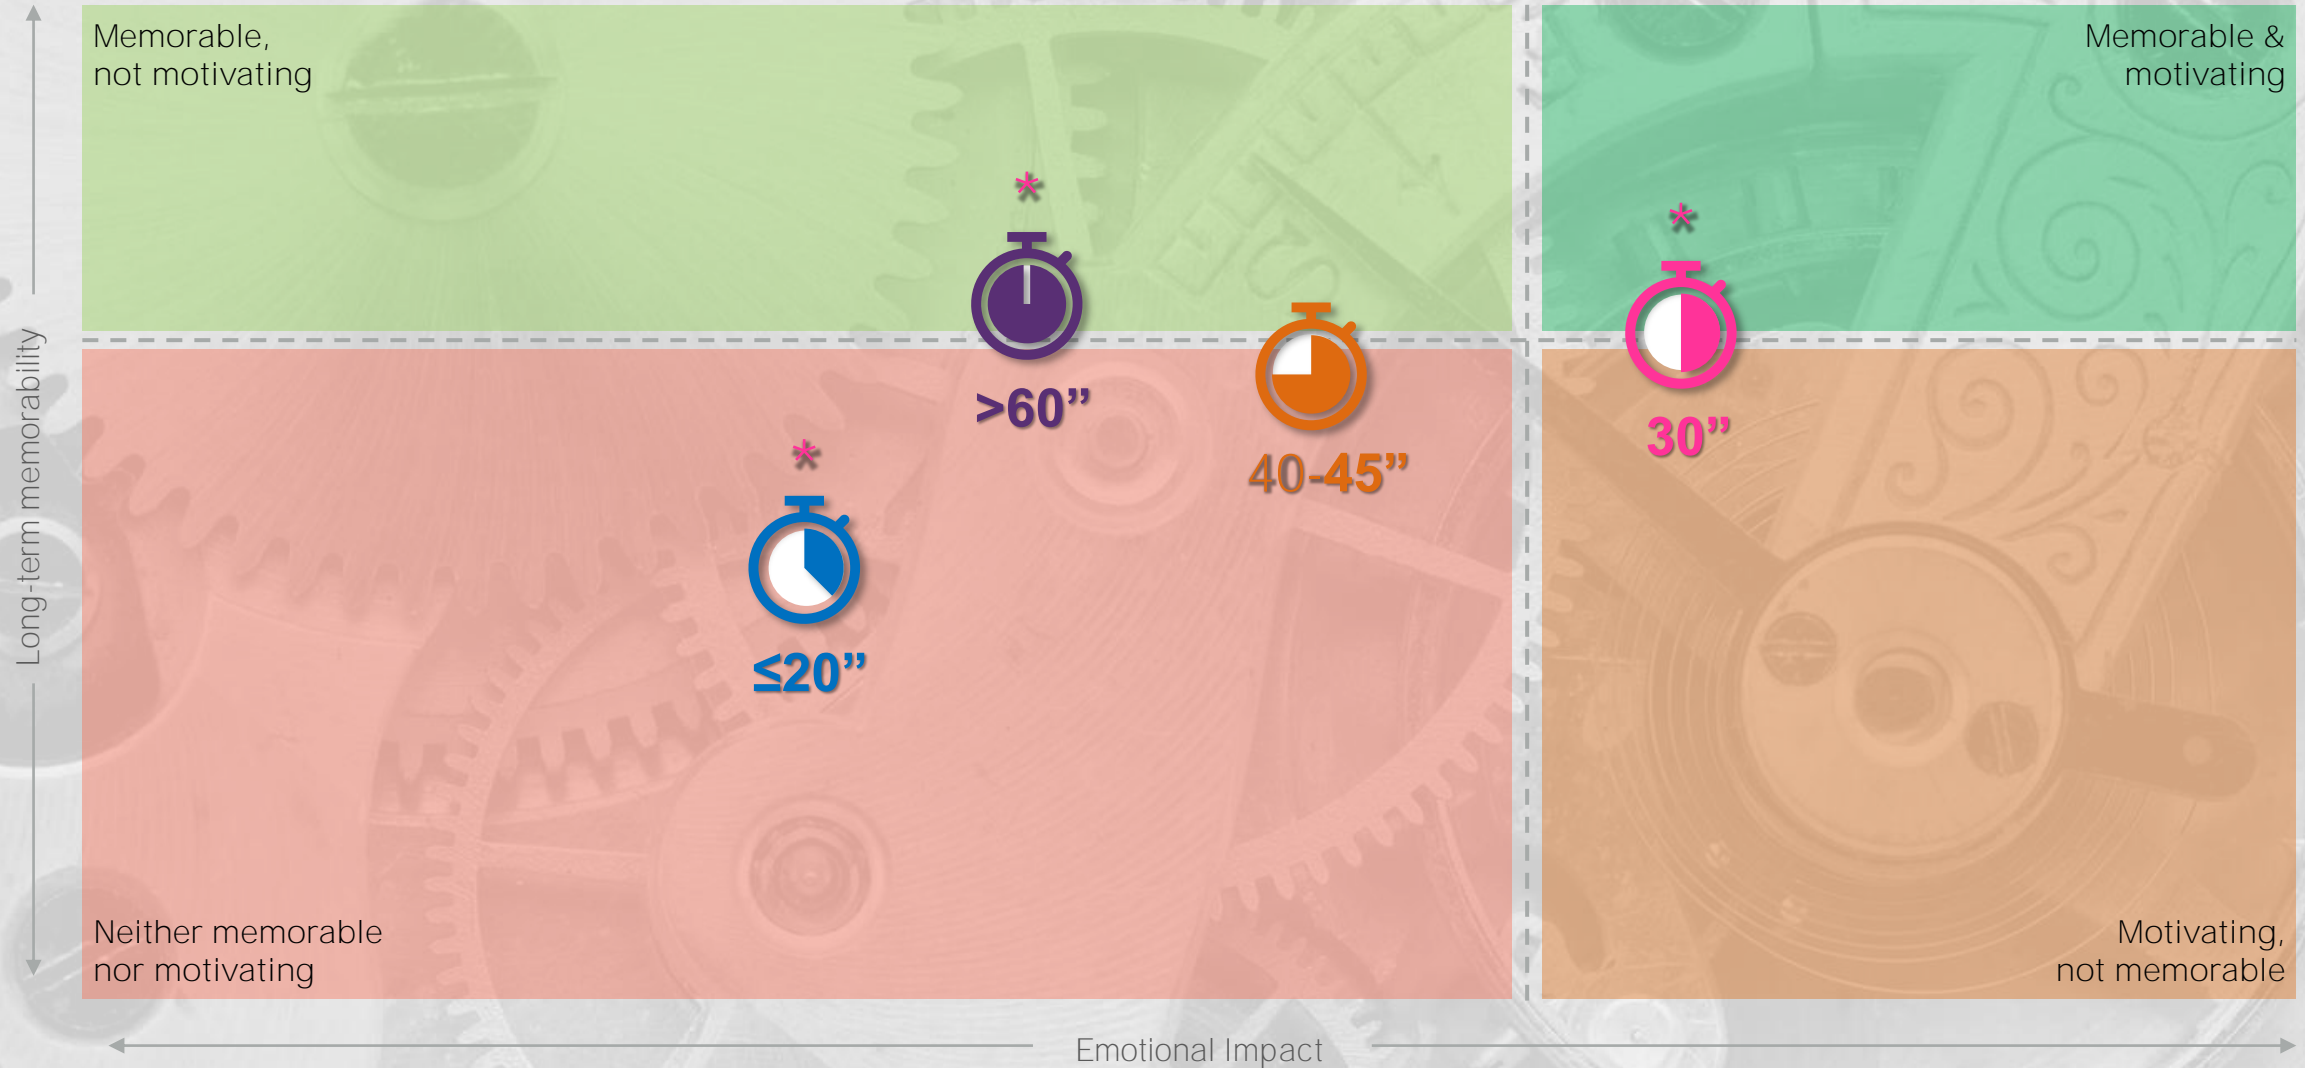 Memorable,
not motivating
Memorable &
motivating
*
*
>60”
30”
40-45”
*
≤20”
Long-term memorability
Neither memorable
nor motivating
Motivating,
not memorable
Emotional Impact